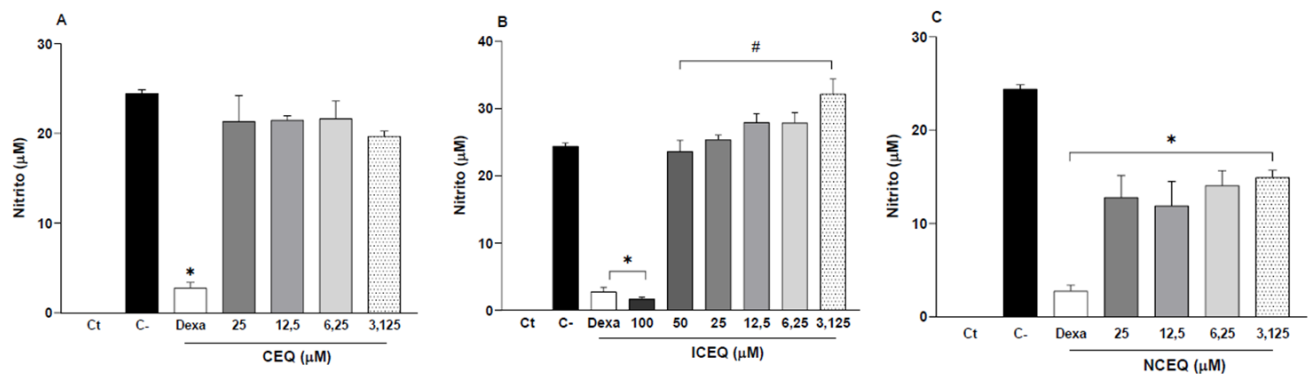 A
Nitrito (µM)
30
20
10
0
*
Ct C- Dexa 25 12,5 6,25 3,125
CEQ (µM)
B
Nitrito (µM)
40
30
20
10
0
#
*
Ct C- Dexa 100 50 25 12,5 6,25 3,125
ICEQ (µM)
C
Nitrito (µM)
30
20
10
0
*
Ct C- Dexa 25 12,5 6,25 3,125
NCEQ (µM)